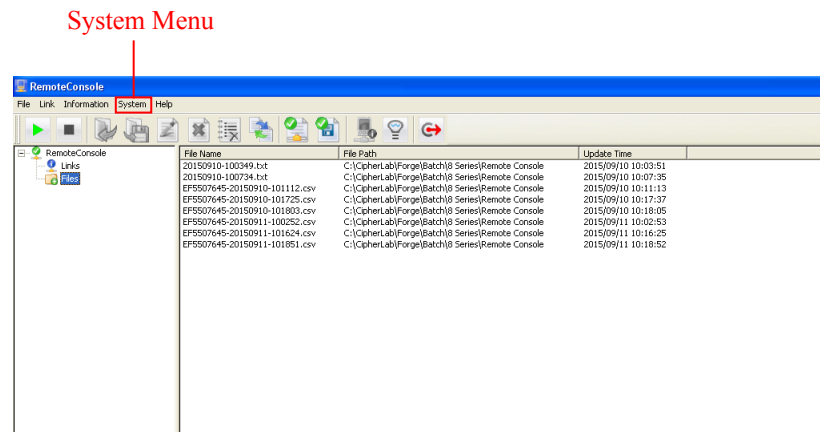 System Menu
RemoteConsole
File Link Information System Help
RemoteConsole
Links
Files
File Name File Path Update Time
20150910-100349.txt C:\CipherLab\Forge\Batch\8 Series\Remote Console 2015/09/10 10:03:51
20150910-100734.txt C:\CipherLab\Forge\Batch\8 Series\Remote Console 2015/09/10 10:07:35
EF5507645-20150910-101112.csv C:\CipherLab\Forge\Batch\8 Series\Remote Console 2015/09/10 10:11:13
EF5507645-20150910-101725.csv C:\CipherLab\Forge\Batch\8 Series\Remote Console 2015/09/10 10:17:37
EF5507645-20150910-101803.csv C:\CipherLab\Forge\Batch\8 Series\Remote Console 2015/09/10 10:18:05
EF5507645-20150911-100252.csv C:\CipherLab\Forge\Batch\8 Series\Remote Console 2015/09/11 10:02:53
EF5507645-20150911-101624.csv C:\CipherLab\Forge\Batch\8 Series\Remote Console 2015/09/11 10:16:25
EF5507645-20150911-101851.csv C:\CipherLab\Forge\Batch\8 Series\Remote Console 2015/09/11 10:18:52